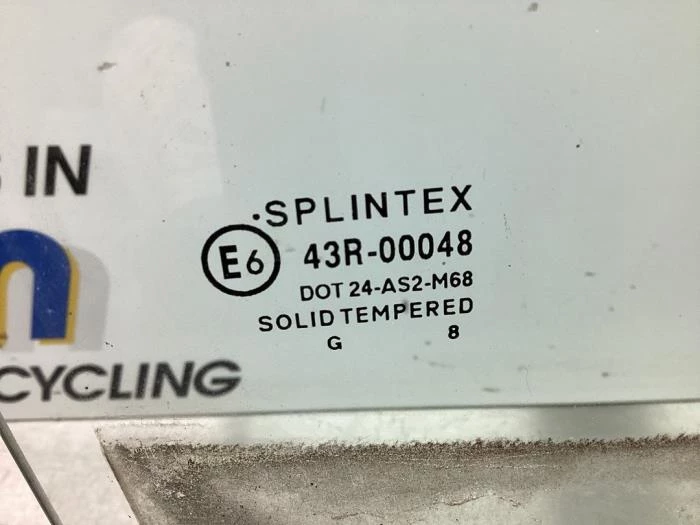 IN
·SPLINTEX
E6 43R-00048
DOT 24-AS2-M68
SOLID TEMPERED
G 8
CYCLING